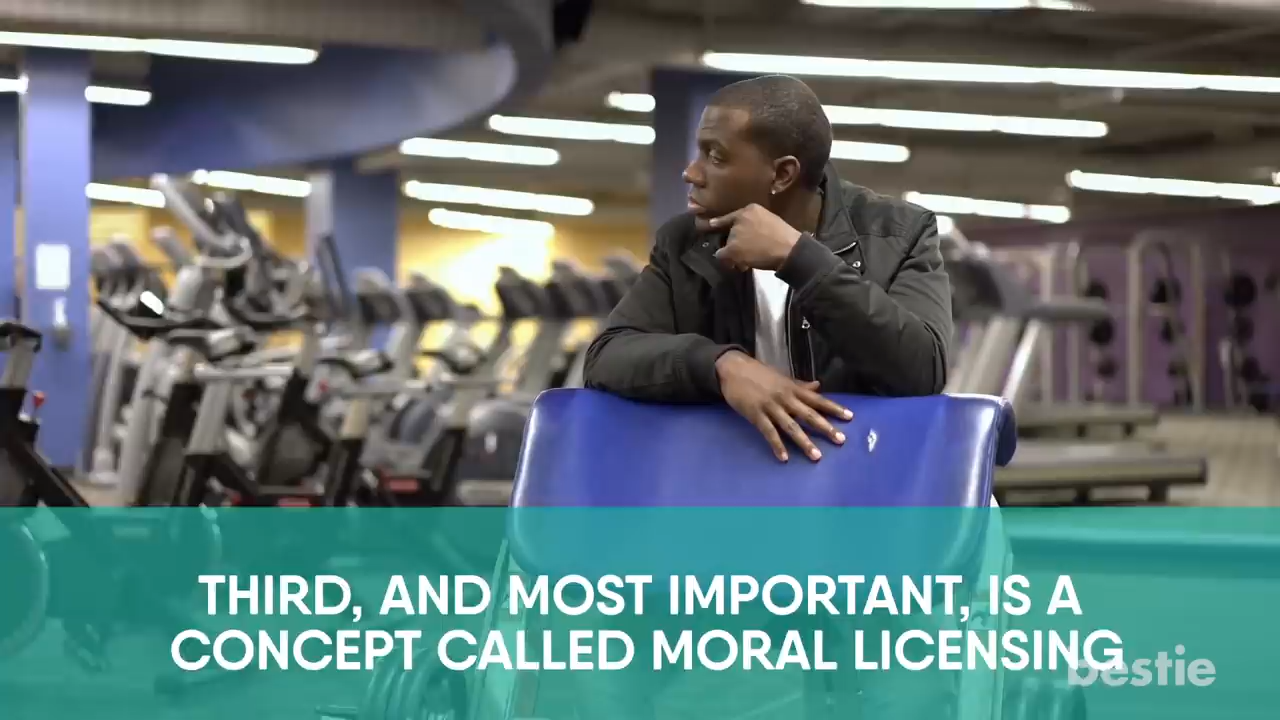 THIRD, AND MOST IMPORTANT, IS A
CONCEPT CALLED MORAL LICENSING
bestie